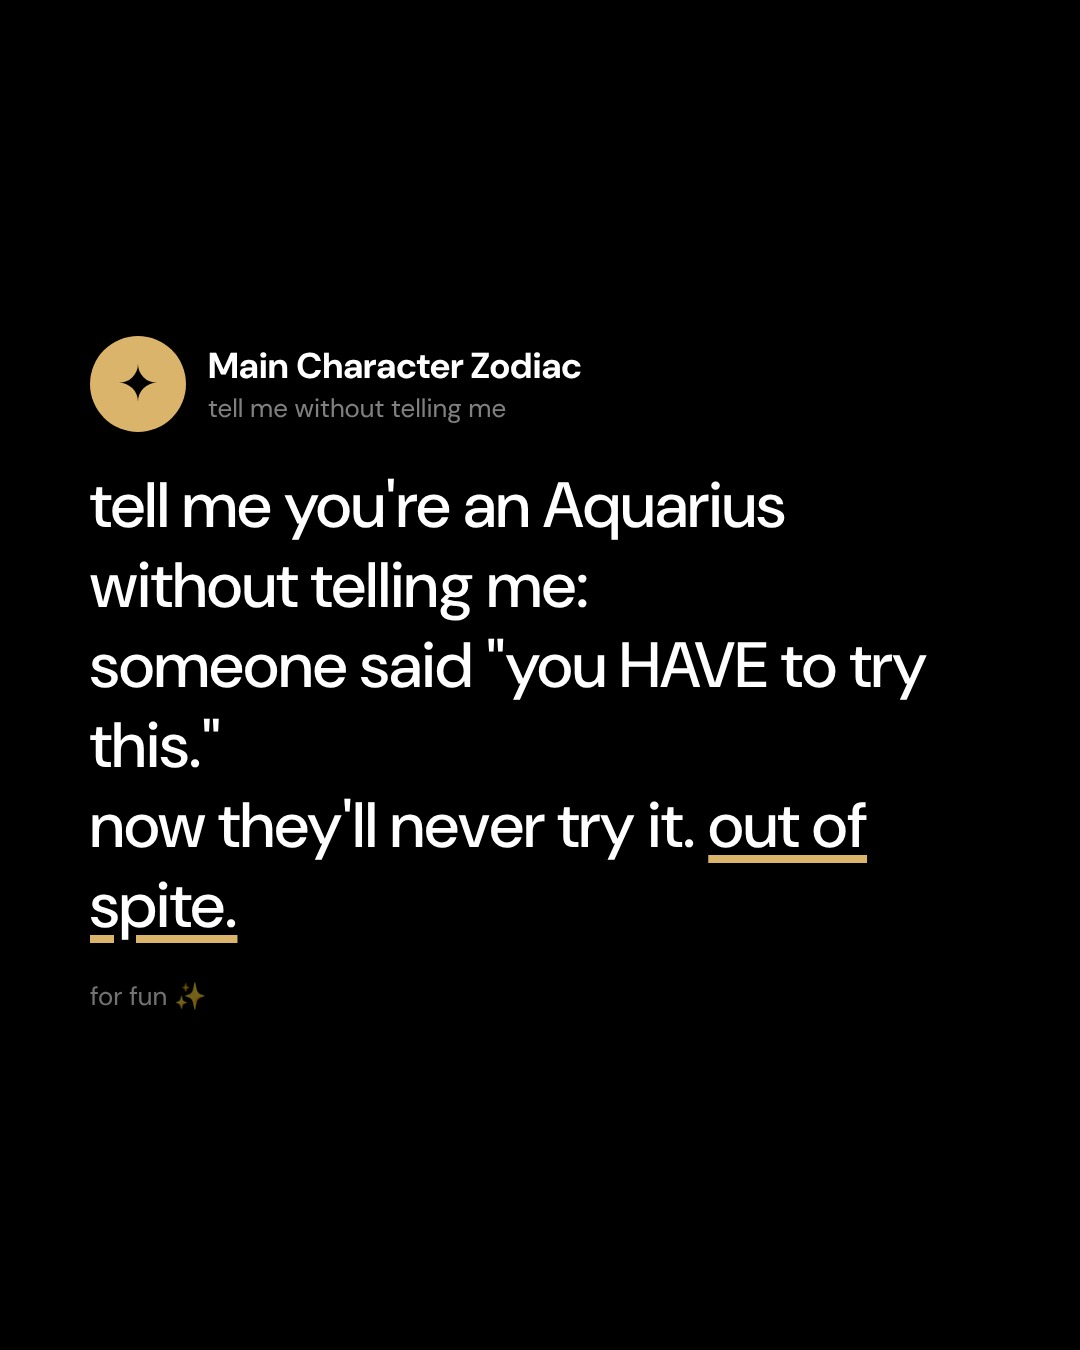 Main Character Zodiac
tell me without telling me
tell me you're an Aquarius
without telling me:
someone said "you HAVE to try
this."
now they'll never try it. out of
spite.
for fun ✨